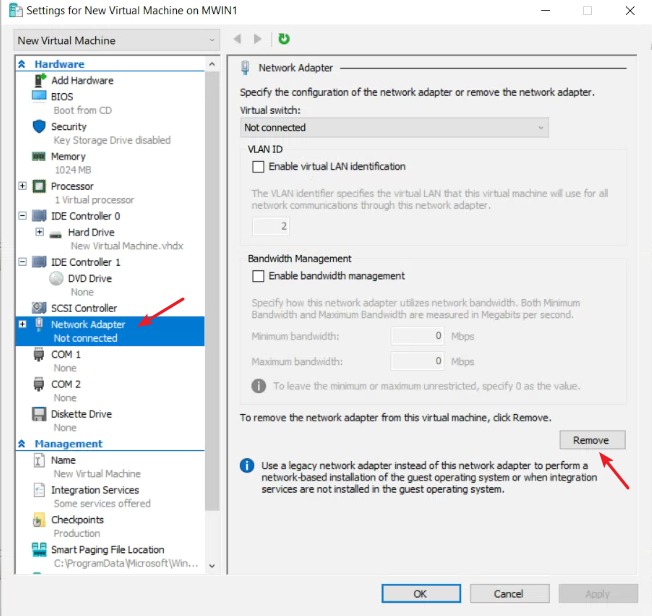 Settings for New Virtual Machine on MWIN1
New Virtual Machine
Hardware
Add Hardware
BIOS
Boot from CD
Security
Key Storage Drive disabled
Memory
1024 MB
Processor
1 Virtual processor
IDE Controller 0
Hard Drive
New Virtual Machine.vhdx
IDE Controller 1
DVD Drive
None
SCSI Controller
Network Adapter
Not connected
COM 1
None
COM 2
None
Diskette Drive
None
Management
Name
New Virtual Machine
Integration Services
Some services offered
Checkpoints
Production
Smart Paging File Location
C:\ProgramData\Microsoft\Win...
Network Adapter
Specify the configuration of the network adapter or remove the network adapter.
Virtual switch:
Not connected
VLAN ID
Enable virtual LAN identification
The VLAN identifier specifies the virtual LAN that this virtual machine will use for all
network communications through this network adapter.
2
Bandwidth Management
Enable bandwidth management
Specify how this network adapter utilizes network bandwidth. Both Minimum
Bandwidth and Maximum Bandwidth are measured in Megabits per second.
Minimum bandwidth: 0 Mbps
Maximum bandwidth: 0 Mbps
To leave the minimum or maximum unrestricted, specify 0 as the value.
To remove the network adapter from this virtual machine, click Remove.
Remove
Use a legacy network adapter instead of this network adapter to perform a
network-based installation of the guest operating system or when integration
services are not installed in the guest operating system.
OK Cancel Apply